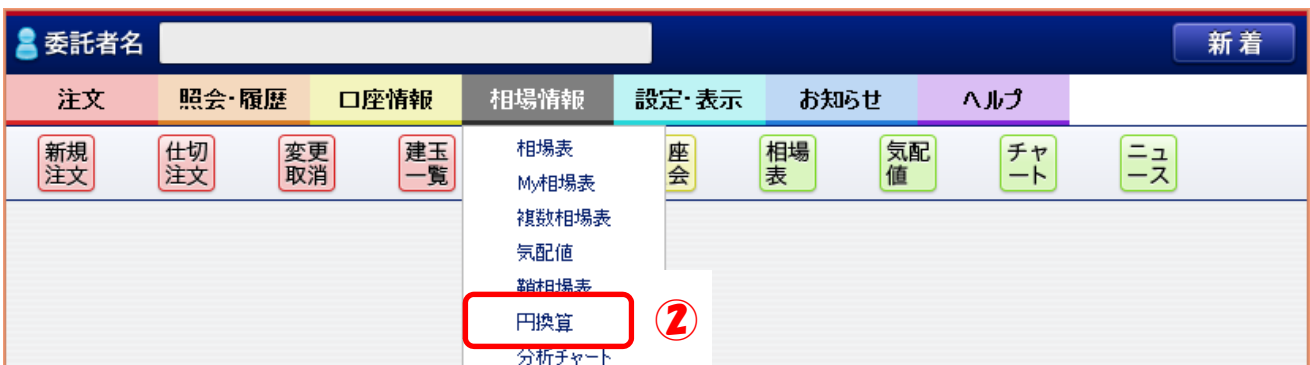 委託者名
新着
注文 照会・履歴 口座情報 相場情報 設定・表示 お知らせ ヘルプ
新規
注文
仕切
注文
変更
取消
建玉
一覧
座
会
相場
表
気配
値
チャ
ート
ニュ
ース
相場表
My相場表
複数相場表
気配値
鞘相場表
円換算
②
分析チャート